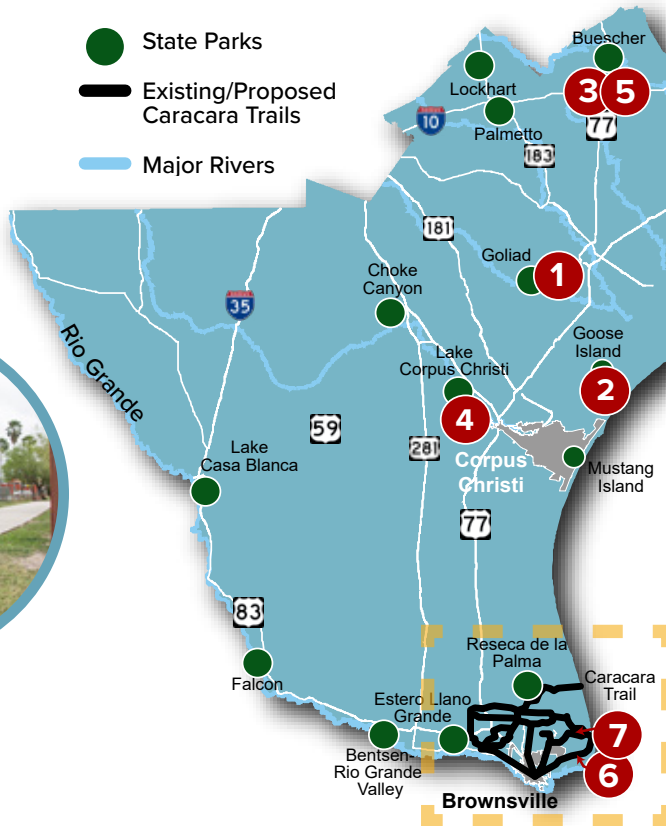 State Parks
Existing/Proposed
Caracara Trails
Major Rivers
Buescher
3
5
Lockhart
10
Palmetto
77
183
181
Goliad
1
Choke
Canyon
35
Rio Grande
Lake
Corpus Christi
Goose
Island
2
4
59
281
Corpus
Christi
Mustang
Island
Lake
Casa Blanca
77
83
Falcon
Reseca de la
Palma
Caracara
Trail
Estero Llano
Grande
7
6
Bentsen-
Rio Grande
Valley
Brownsville